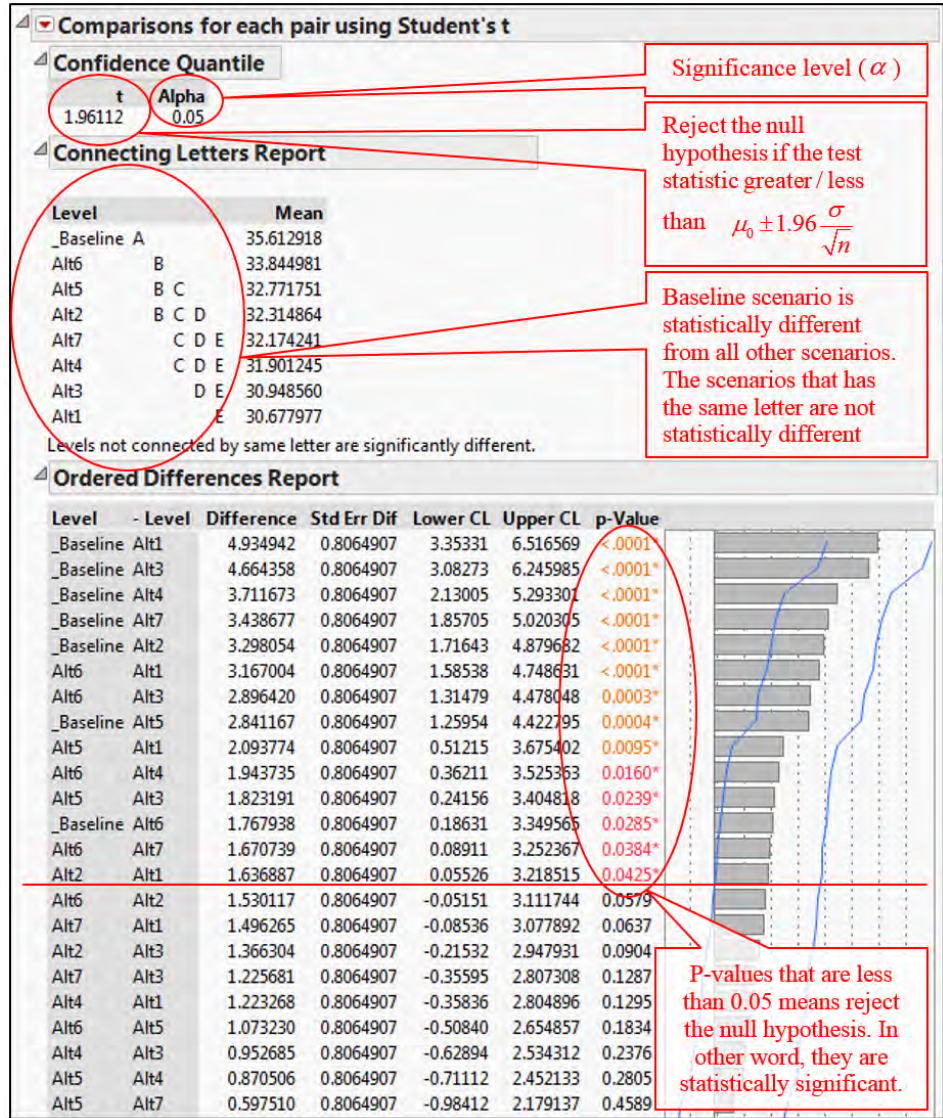 Comparisons for each pair using Student's t
Confidence Quantile
t Alpha
1.96112 0.05
Significance level (α)
Reject the null
hypothesis if the test
statistic greater / less
than μ₀ ± 1.96 σ/√n
Connecting Letters Report
Level Mean
_Baseline A 35.612918
Alt6 B 33.844981
Alt5 B C 32.771751
Alt2 B C D 32.314864
Alt7 C D E 32.174241
Alt4 C D E 31.901245
Alt3 D E 30.948560
Alt1 E 30.677977
Levels not connected by same letter are significantly different.
Baseline scenario is
statistically different
from all other scenarios.
The scenarios that has
the same letter are not
statistically different
Ordered Differences Report
Level - Level Difference Std Err Dif Lower CL Upper CL p-Value
_Baseline Alt1 4.934942 0.8064907 3.35331 6.516569 <.0001*
_Baseline Alt3 4.664358 0.8064907 3.08273 6.245985 <.0001*
_Baseline Alt4 3.711673 0.8064907 2.13005 5.293301 <.0001*
_Baseline Alt7 3.438677 0.8064907 1.85705 5.020305 <.0001*
_Baseline Alt2 3.298054 0.8064907 1.71643 4.879682 <.0001*
Alt6 Alt1 3.167004 0.8064907 1.58538 4.748631 <.0001*
Alt6 Alt3 2.896420 0.8064907 1.31479 4.478048 0.0003*
_Baseline Alt5 2.841167 0.8064907 1.25954 4.422795 0.0004*
Alt5 Alt1 2.093774 0.8064907 0.51215 3.675402 0.0095*
Alt6 Alt4 1.943735 0.8064907 0.36211 3.525363 0.0160*
Alt5 Alt3 1.823191 0.8064907 0.24156 3.404818 0.0239*
_Baseline Alt6 1.767938 0.8064907 0.18631 3.349565 0.0285*
Alt6 Alt7 1.670739 0.8064907 0.08911 3.252367 0.0384*
Alt2 Alt1 1.636887 0.8064907 0.05526 3.218515 0.0425*
Alt6 Alt2 1.530117 0.8064907 -0.05151 3.111744 0.0579
Alt7 Alt1 1.496265 0.8064907 -0.08536 3.077892 0.0637
Alt2 Alt3 1.366304 0.8064907 -0.21532 2.947931 0.0904
Alt7 Alt3 1.225681 0.8064907 -0.35595 2.807308 0.1287
Alt4 Alt1 1.223268 0.8064907 -0.35836 2.804896 0.1295
Alt6 Alt5 1.073230 0.8064907 -0.50840 2.654857 0.1834
Alt4 Alt3 0.952685 0.8064907 -0.62894 2.534312 0.2376
Alt5 Alt4 0.870506 0.8064907 -0.71112 2.452133 0.2805
Alt5 Alt7 0.597510 0.8064907 -0.98412 2.179137 0.4589
P-values that are less
than 0.05 means reject
the null hypothesis. In
other word, they are
statistically significant.